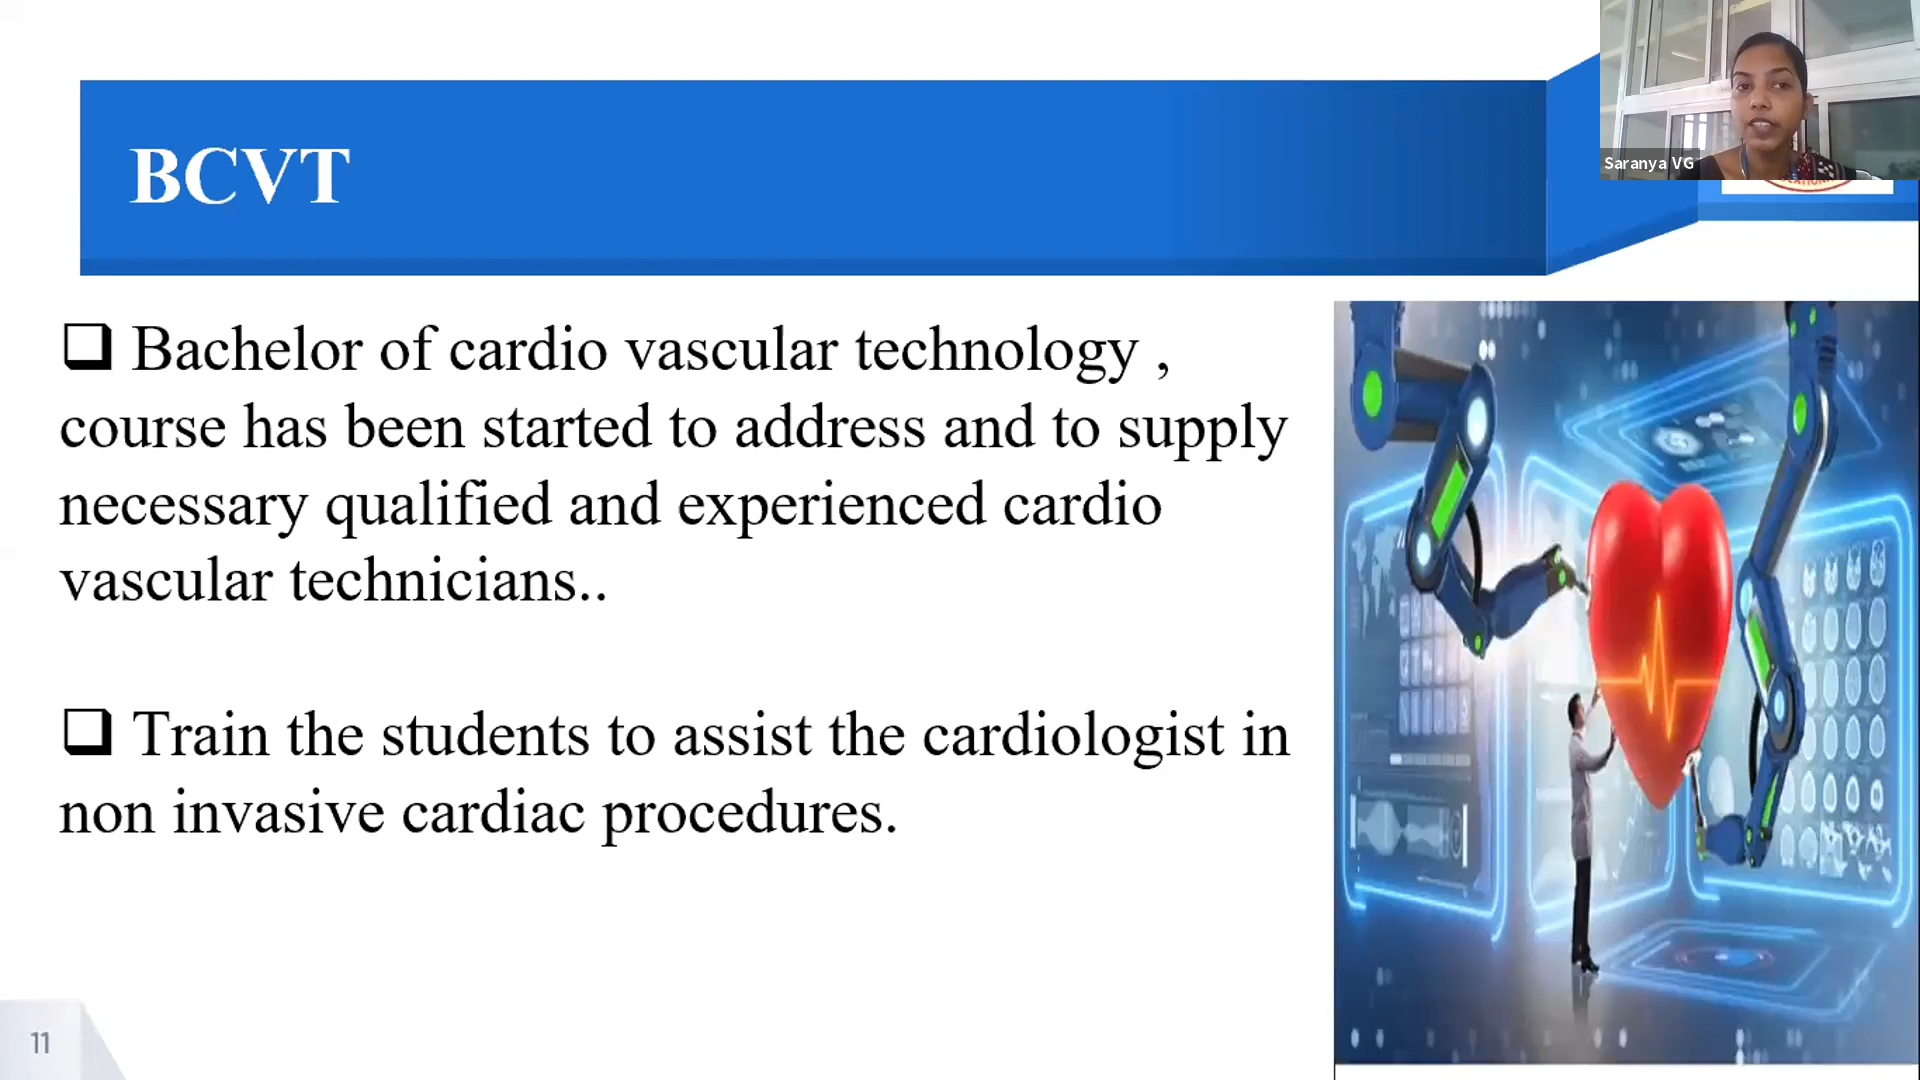 BCVT
Saranya VG
❑ Bachelor of cardio vascular technology ,
course has been started to address and to supply
necessary qualified and experienced cardio
vascular technicians..
❑ Train the students to assist the cardiologist in
non invasive cardiac procedures.
11